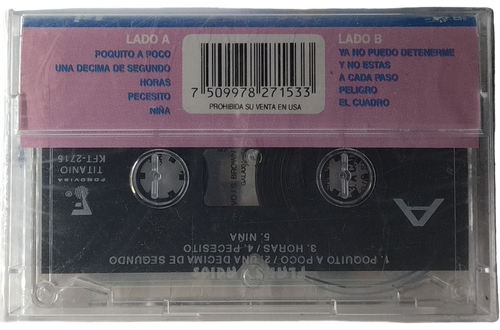 LADO A
POQUITO A POCO
UNA DECIMA DE SEGUNDO
HORAS
PECESITO
NIÑA
7 509978 271533
PROHIBIDA SU VENTA EN USA
LADO B
YA NO PUEDO DETENERME
Y NO ESTAS
A CADA PASO
PELIGRO
EL CUADRO
A
1. POQUITO A POCO / 2. UNA DECIMA DE SEGUNDO
3. HORAS / 4. PECESITO
5. NIÑA
FONOVISA
TITANIO
KFT-2715